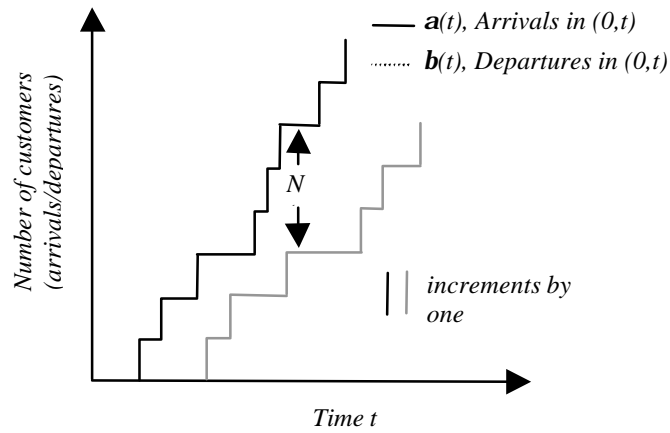 a(t), Arrivals in (0,t)
b(t), Departures in (0,t)
Number of customers
(arrivals/departures)
N
increments by
one
Time t